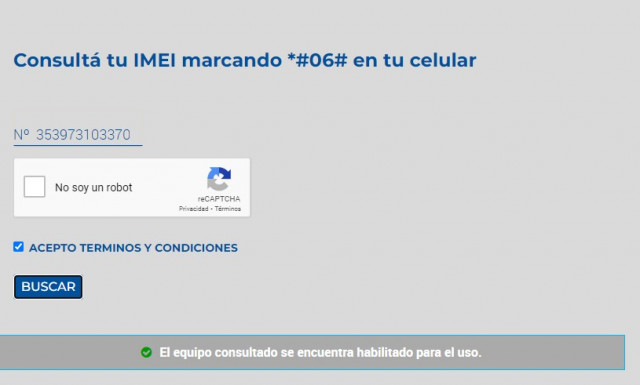 Consultá tu IMEI marcando *#06# en tu celular
Nº 353973103370
No soy un robot
reCAPTCHA
Privacidad - Términos
ACEPTO TERMINOS Y CONDICIONES
BUSCAR
El equipo consultado se encuentra habilitado para el uso.